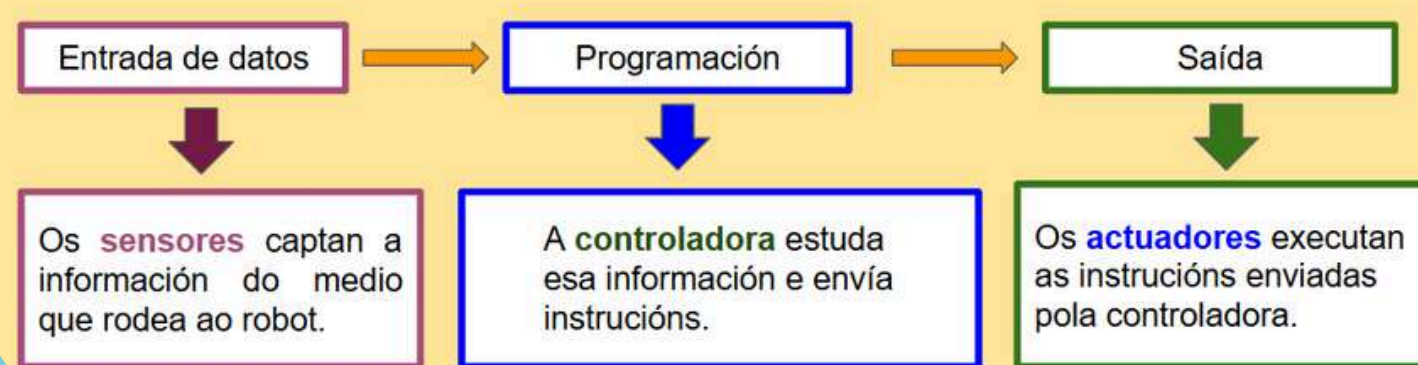 Entrada de datos
Programación
Saída
Os sensores captan a
información do medio
que rodea ao robot.
A controladora estuda
esa información e envía
instrucións.
Os actuadores executan
as instrucións enviadas
pola controladora.